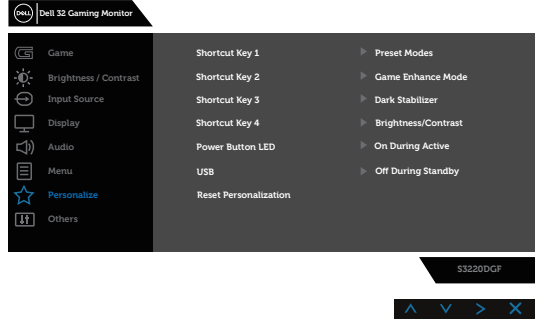 DELL Dell 32 Gaming Monitor
Game
Brightness / Contrast
Input Source
Display
Audio
Menu
Personalize
Others
Shortcut Key 1 Preset Modes
Shortcut Key 2 Game Enhance Mode
Shortcut Key 3 Dark Stabilizer
Shortcut Key 4 Brightness/Contrast
Power Button LED On During Active
USB Off During Standby
Reset Personalization
S3220DGF